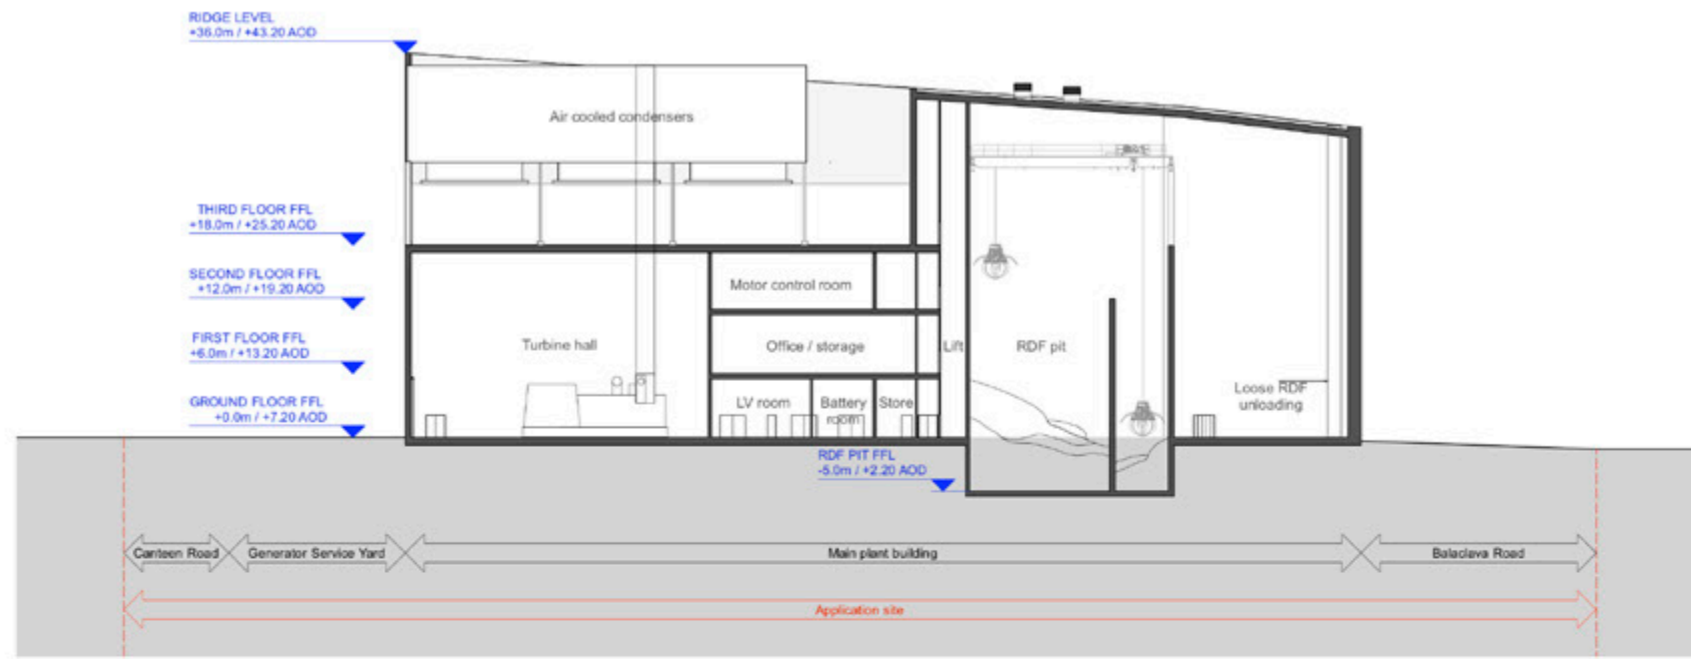 RIDGE LEVEL
+36.0m / +43.20 AOD
Air cooled condensers
THIRD FLOOR FFL
+18.0m / +25.20 AOD
SECOND FLOOR FFL
+12.0m / +19.20 AOD
Motor control room
FIRST FLOOR FFL
+6.0m / +13.20 AOD
Turbine hall
Office / storage
Lift
RDF pit
GROUND FLOOR FFL
+0.0m / +7.20 AOD
LV room
Battery
room
Store
Loose RDF
unloading
RDF PIT FFL
-5.0m / +2.20 AOD
Canteen Road
Generator Service Yard
Main plant building
Balaclava Road
Application site